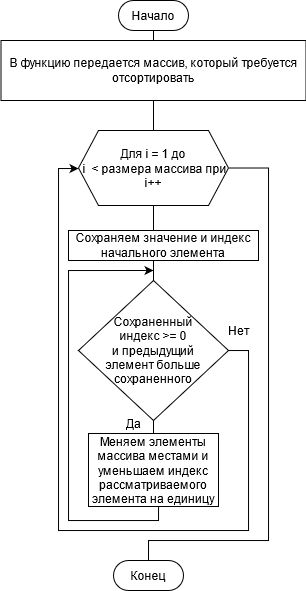 Начало
В функцию передается массив, который требуется
отсортировать
Для i = 1 до
i < размера массива при
i++
Сохраняем значение и индекс
начального элемента
Сохраненный
индекс >= 0
и предыдущий
элемент больше
сохраненного
Нет
Да
Меняем элементы
массива местами и
уменьшаем индекс
рассматриваемого
элемента на единицу
Конец